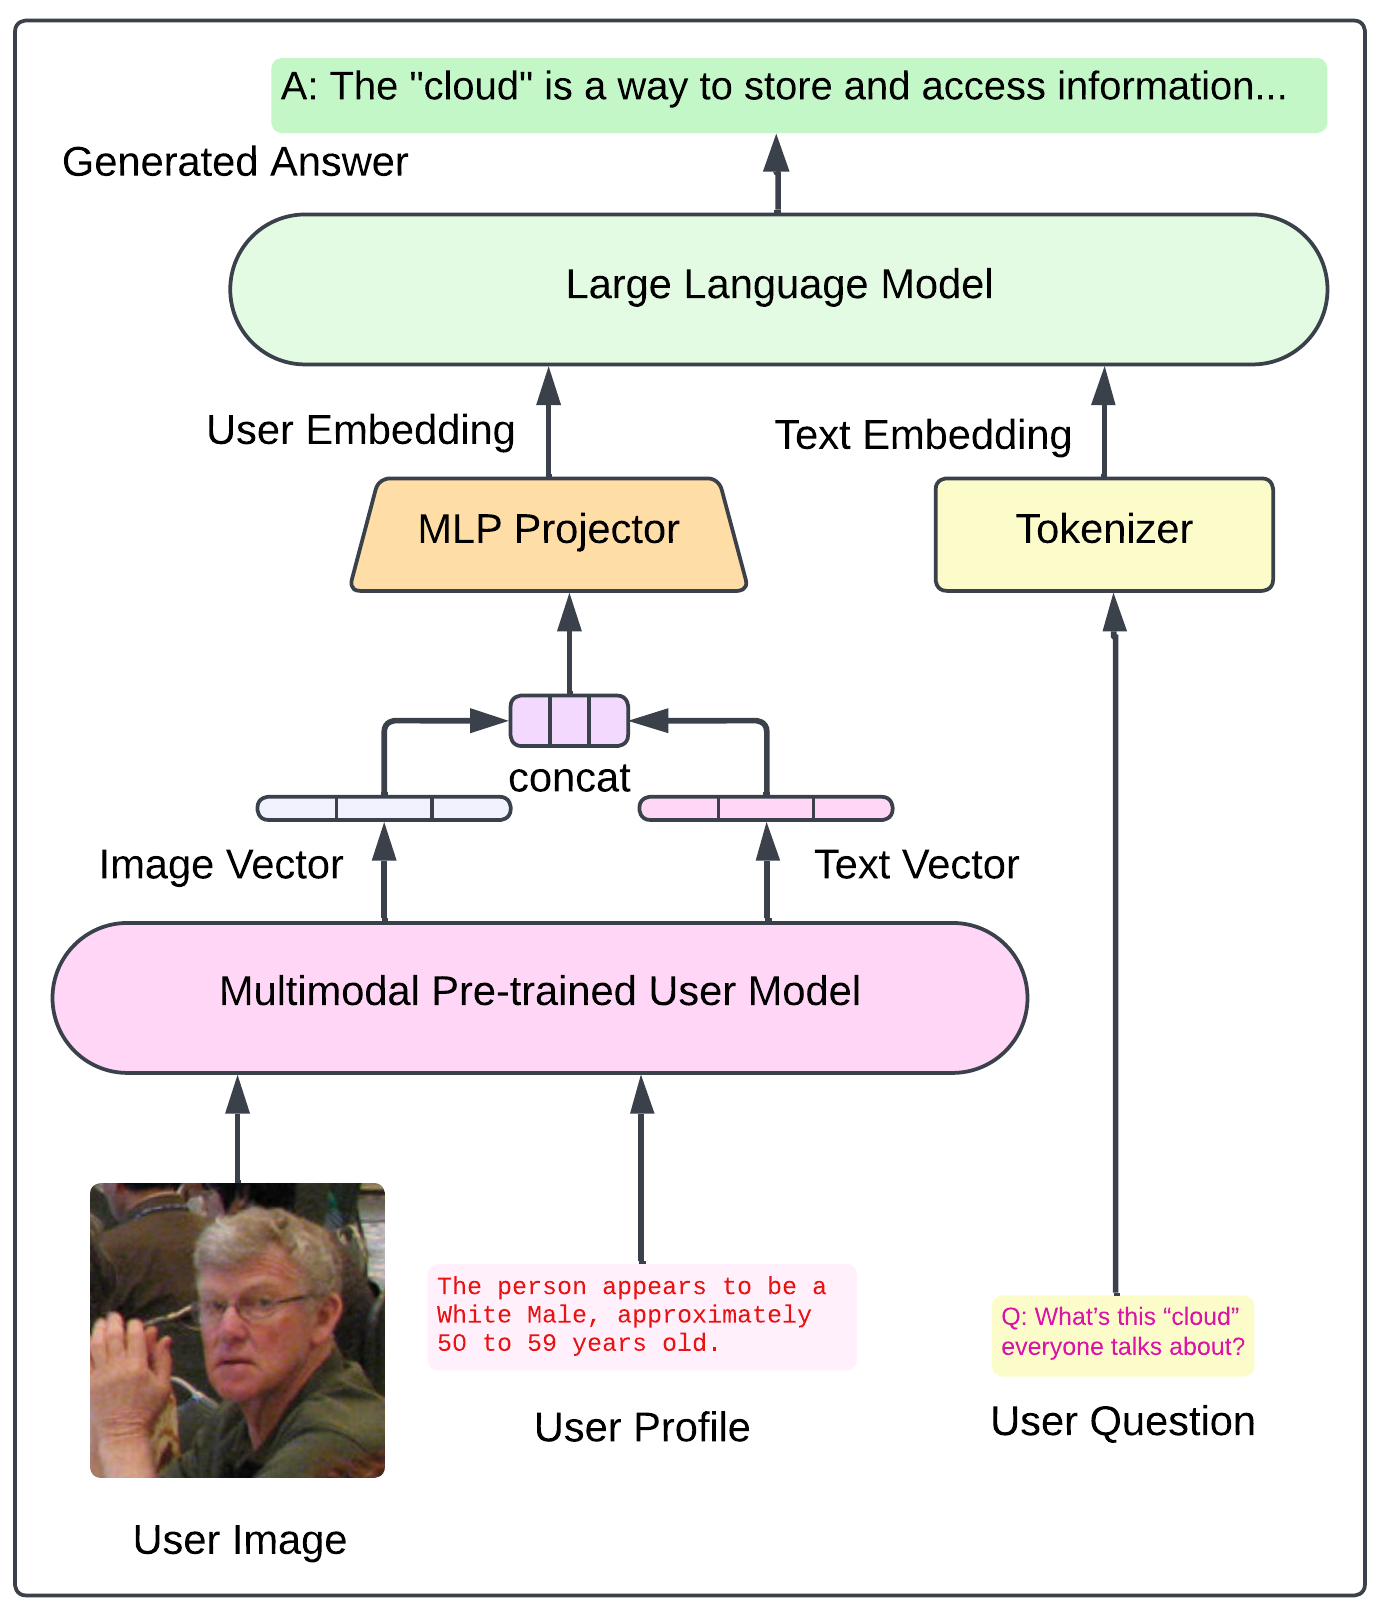 A: The "cloud" is a way to store and access information...
Generated Answer
Large Language Model
User Embedding
Text Embedding
MLP Projector
Tokenizer
concat
Image Vector
Text Vector
Multimodal Pre-trained User Model
The person appears to be a
White Male, approximately
50 to 59 years old.
Q: What’s this “cloud”
everyone talks about?
User Profile
User Question
User Image